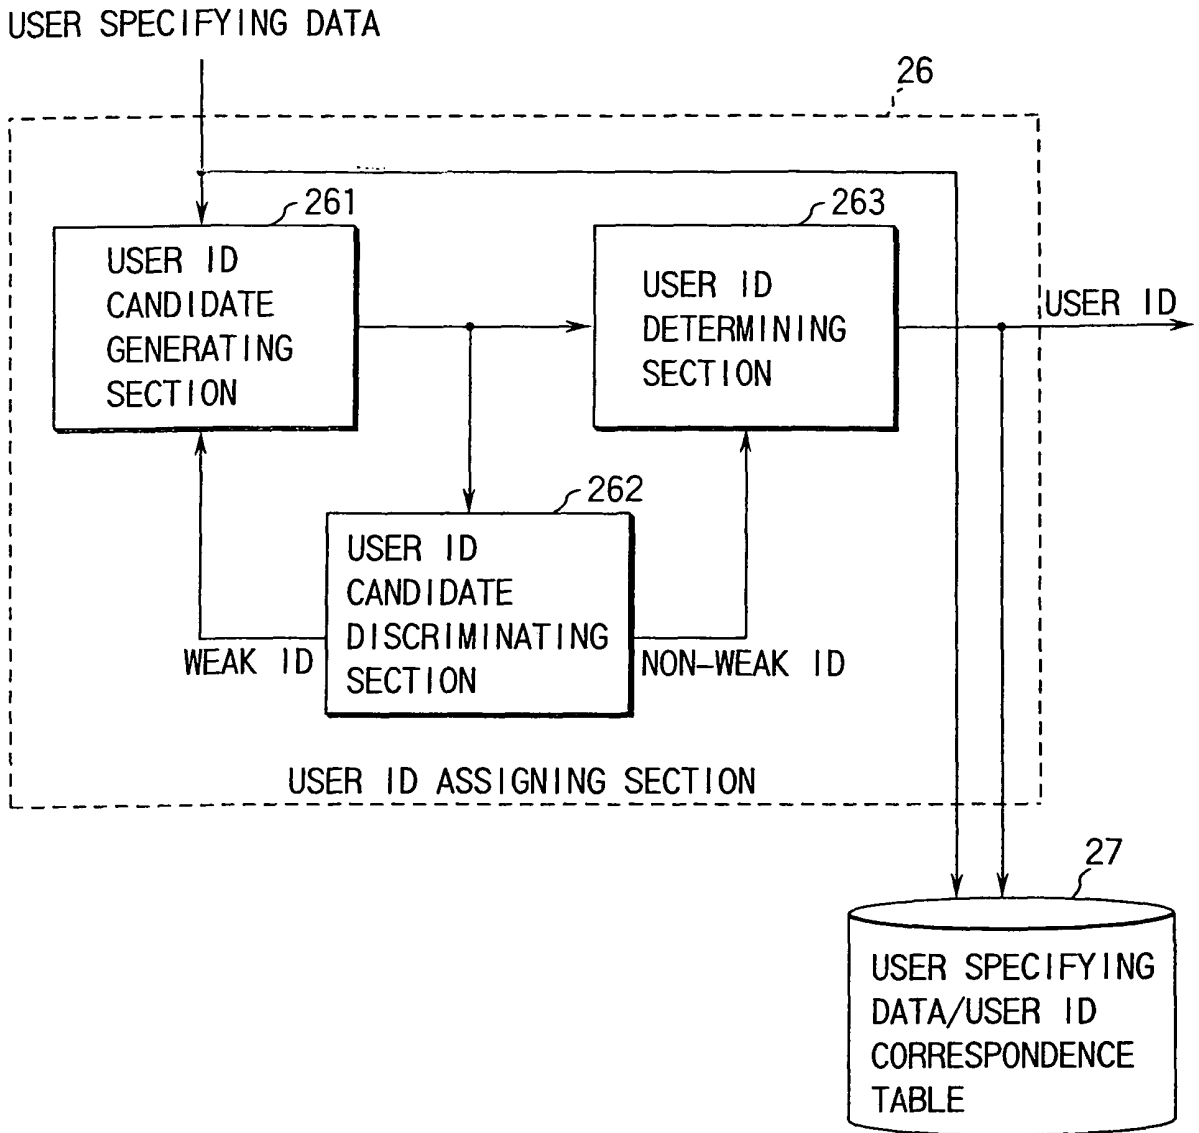 USER SPECIFYING DATA
26
261
263
USER ID
CANDIDATE
GENERATING
SECTION
USER ID
DETERMINING
SECTION
USER ID
262
USER ID
CANDIDATE
DISCRIMINATING
SECTION
WEAK ID
NON-WEAK ID
USER ID ASSIGNING SECTION
27
USER SPECIFYING
DATA/USER ID
CORRESPONDENCE
TABLE